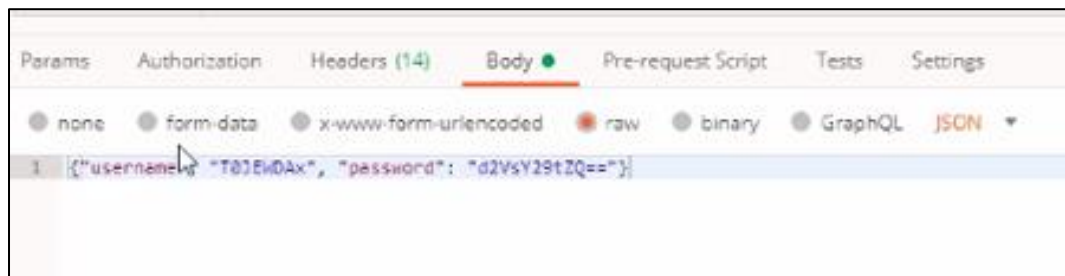 Params Authorization Headers (14) Body Pre-request Script Tests Settings
none form-data x-www-form-urlencoded raw binary GraphQL JSON
1 {"username "T0JEWDAx", "password": "d2VsY29tZQ=="}